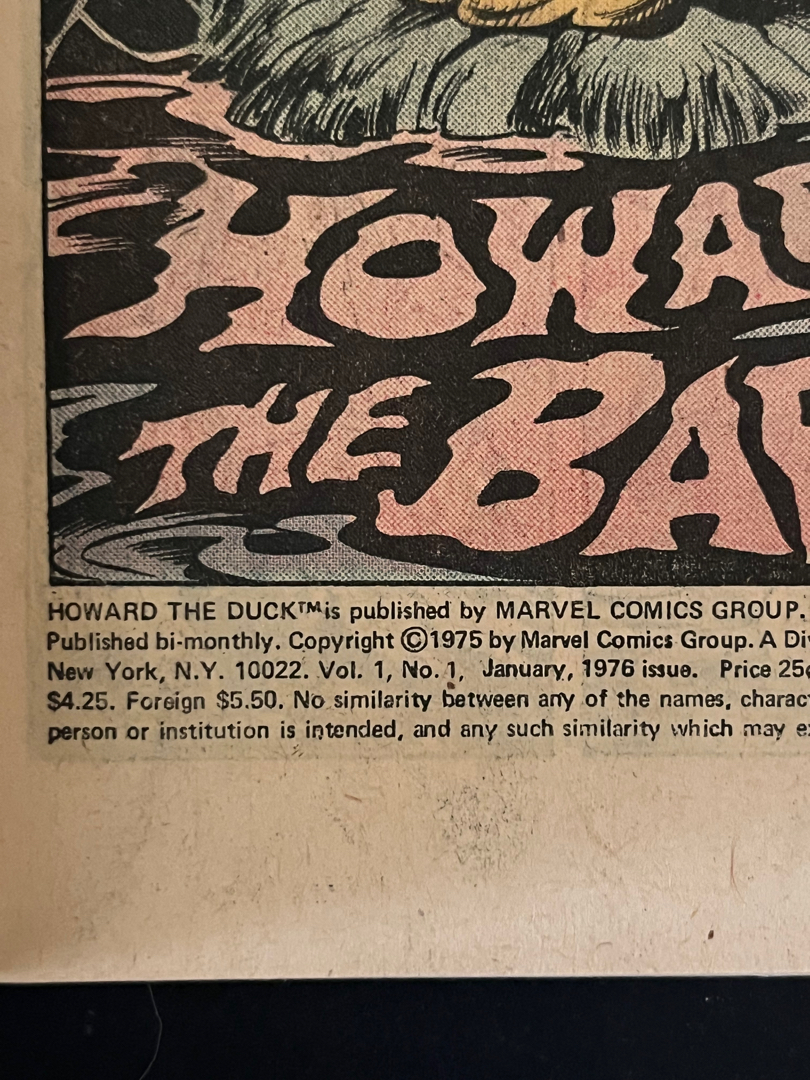 HOWA
THE BA
HOWARD THE DUCK™is published by MARVEL COMICS GROUP.
Published bi-monthly. Copyright ©1975 by Marvel Comics Group. A Di
New York, N.Y. 10022. Vol. 1, No. 1, January, 1976 issue. Price 25¢
$4.25. Foreign $5.50. No similarity between any of the names, charac
person or institution is intended, and any such similarity which may e